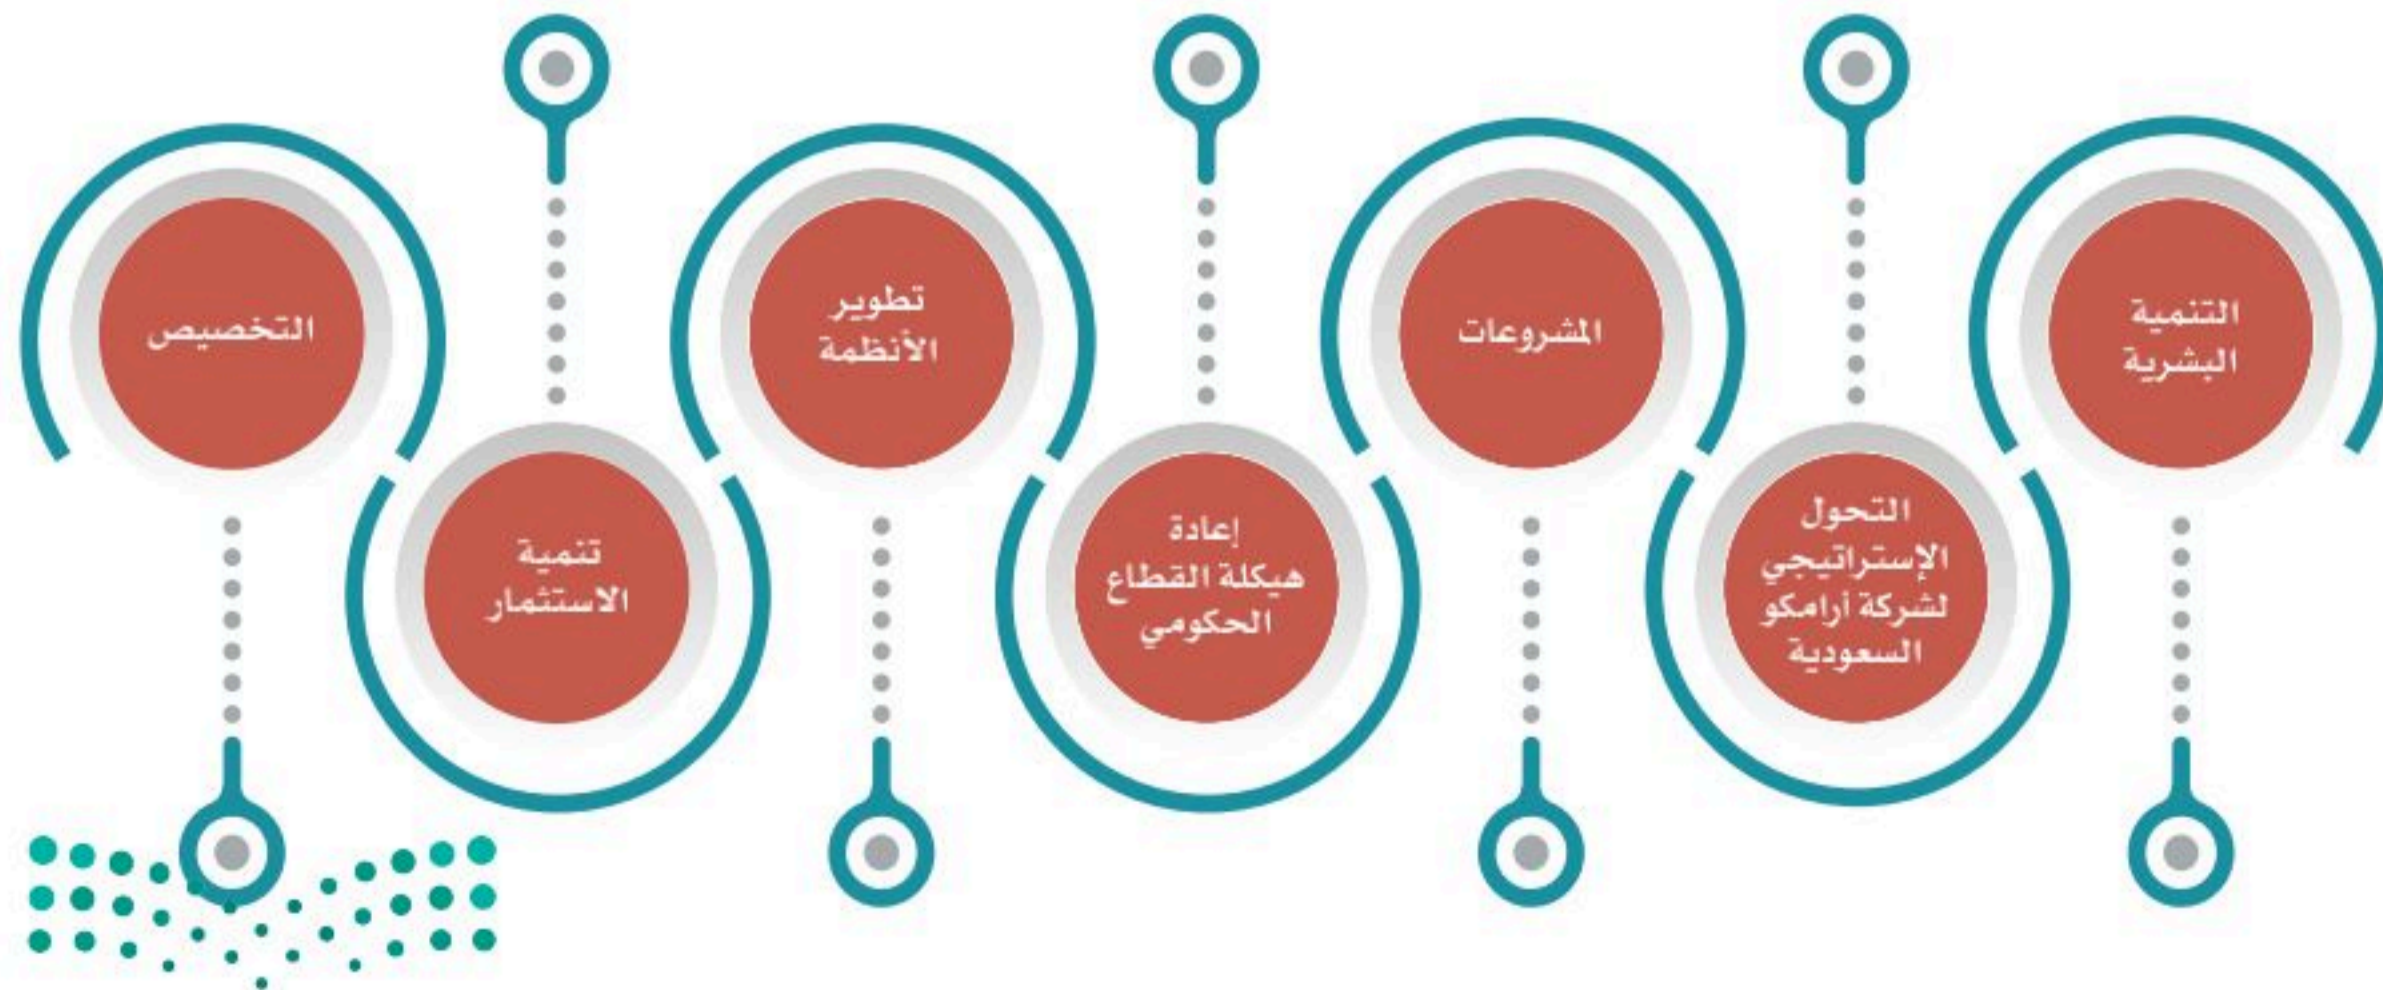 التنمية
البشرية
التحول
الإستراتيجي
لشركة أرامكو
السعودية
المشروعات
إعادة
هيكلة القطاع
الحكومي
تطوير
الأنظمة
تنمية
الاستثمار
التخصيص